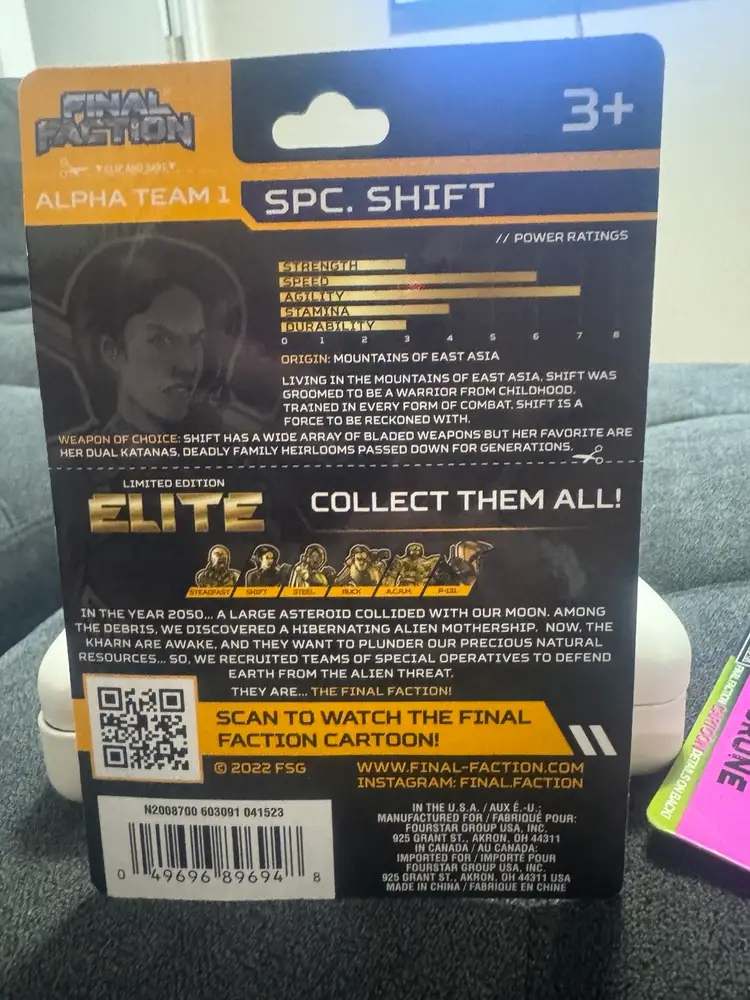 FINAL
FACTION
3+
▼CLIP AND SAVE▼
ALPHA TEAM 1
SPC. SHIFT
// POWER RATINGS
STRENGTH
SPEED
AGILITY
STAMINA
DURABILITY
0 1 2 3 4 5 6 7 8
ORIGIN: MOUNTAINS OF EAST ASIA
LIVING IN THE MOUNTAINS OF EAST ASIA, SHIFT WAS
GROOMED TO BE A WARRIOR FROM CHILDHOOD.
TRAINED IN EVERY FORM OF COMBAT, SHIFT IS A
FORCE TO BE RECKONED WITH.
WEAPON OF CHOICE: SHIFT HAS A WIDE ARRAY OF BLADED WEAPONS BUT HER FAVORITE ARE
HER DUAL KATANAS, DEADLY FAMILY HEIRLOOMS PASSED DOWN FOR GENERATIONS.
LIMITED EDITION
ELITE
COLLECT THEM ALL!
STEADFAST SHIFT STEEL RUCK A.C.R.M. P-131
IN THE YEAR 2050... A LARGE ASTEROID COLLIDED WITH OUR MOON. AMONG
THE DEBRIS, WE DISCOVERED A HIBERNATING ALIEN MOTHERSHIP. NOW, THE
KHARN ARE AWAKE, AND THEY WANT TO PLUNDER OUR PRECIOUS NATURAL
RESOURCES... SO, WE RECRUITED TEAMS OF SPECIAL OPERATIVES TO DEFEND
EARTH FROM THE ALIEN THREAT.
THEY ARE... THE FINAL FACTION!
SCAN TO WATCH THE FINAL
FACTION CARTOON!
© 2022 FSG
WWW.FINAL-FACTION.COM
INSTAGRAM: FINAL.FACTION
N2008700 603091 041523
0 49696 89694 8
IN THE U.S.A. / AUX É.-U.:
MANUFACTURED FOR / FABRIQUÉ POUR:
FOURSTAR GROUP USA, INC.
925 GRANT ST., AKRON, OH 44311
IN CANADA / AU CANADA:
IMPORTED FOR / IMPORTÉ POUR
FOURSTAR GROUP USA, INC.
925 GRANT ST., AKRON, OH 44311 USA
MADE IN CHINA / FABRIQUÉ EN CHINE
CARTOON DETAILS ON BACK!